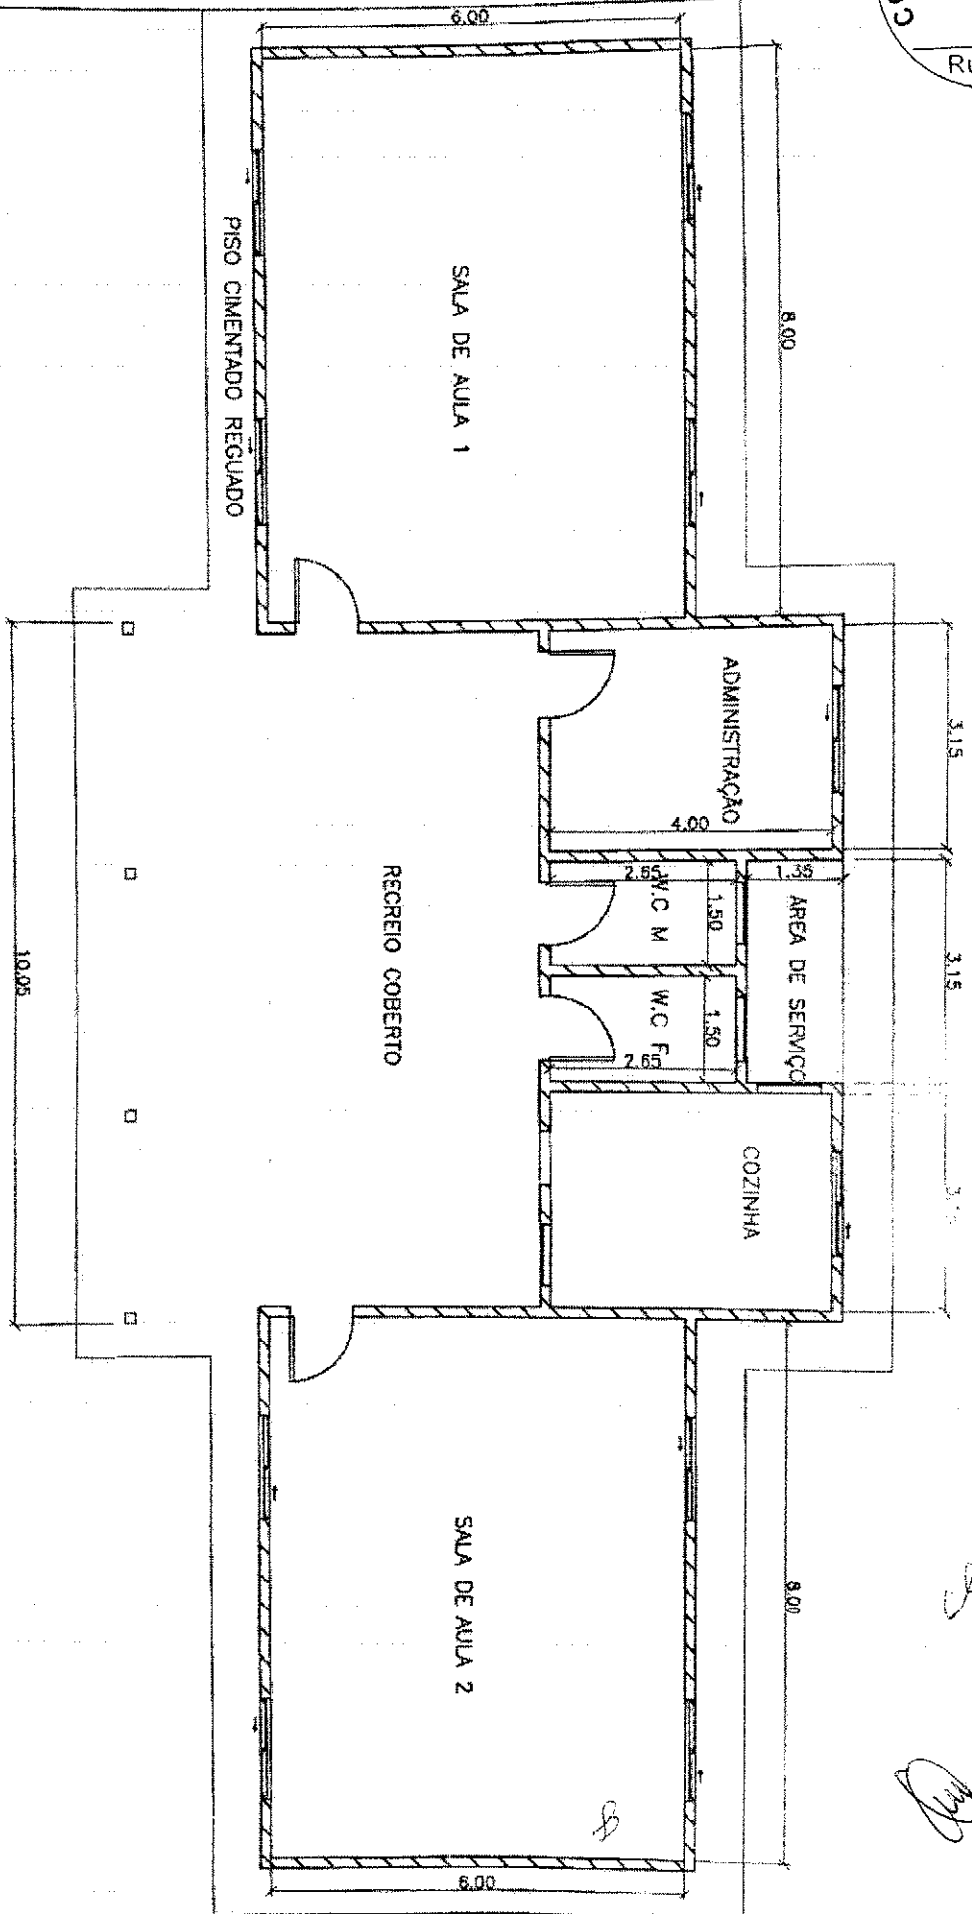 6.00
8.00
SALA DE AULA 1
PISO CIMENTADO REGUADO
3.15
ADMINISTRAÇÃO
4.00
3.15
2.65
1.35
W.C M
1.50
ÁREA DE SERVIÇO
W.C F
1.50
2.65
RECREIO COBERTO
10.05
COZINHA
8.00
SALA DE AULA 2
6.00
Ru